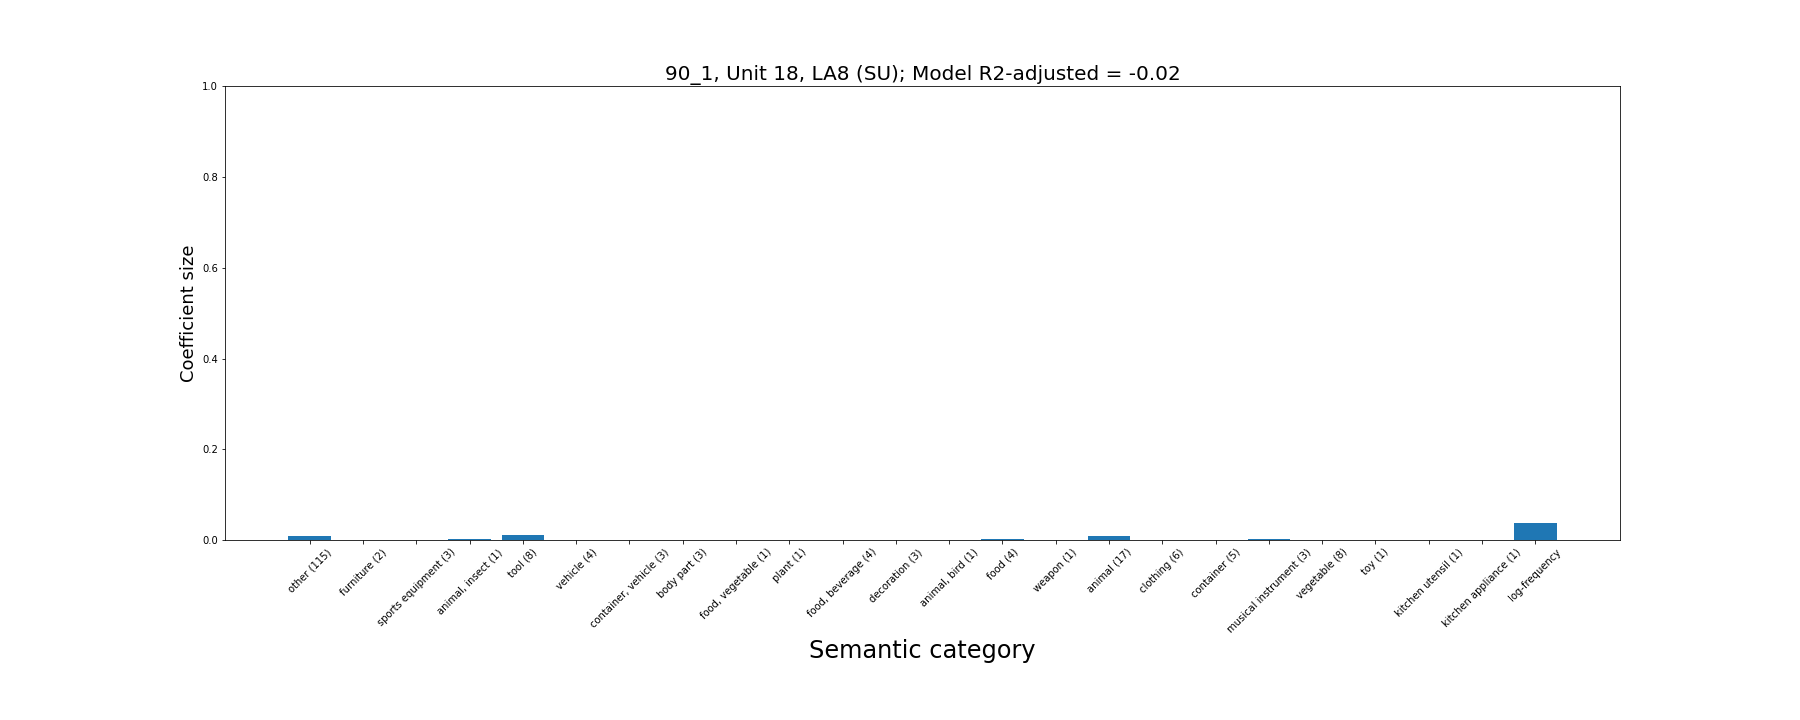 90_1, Unit 18, LA8 (SU); Model R2-adjusted = -0.02
Coefficient size
1.0
0.8
0.6
0.4
0.2
0.0
other (115)
furniture (2)
sports equipment (3)
animal, insect (1)
tool (8)
vehicle (4)
container, vehicle (3)
body part (3)
food, vegetable (1)
plant (1)
food, beverage (4)
decoration (3)
animal, bird (1)
food (4)
weapon (1)
animal (17)
clothing (6)
container (5)
musical instrument (3)
vegetable (8)
toy (1)
kitchen utensil (1)
kitchen appliance (1)
log-frequency
Semantic category